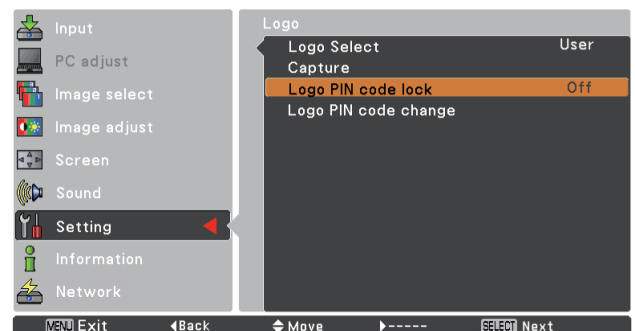 Input
PC adjust
Image select
Image adjust
Screen
Sound
Setting
Information
Network
Logo
Logo Select User
Capture
Logo PIN code lock Off
Logo PIN code change
MENU Exit ◀Back Move ▶----- SELECT Next